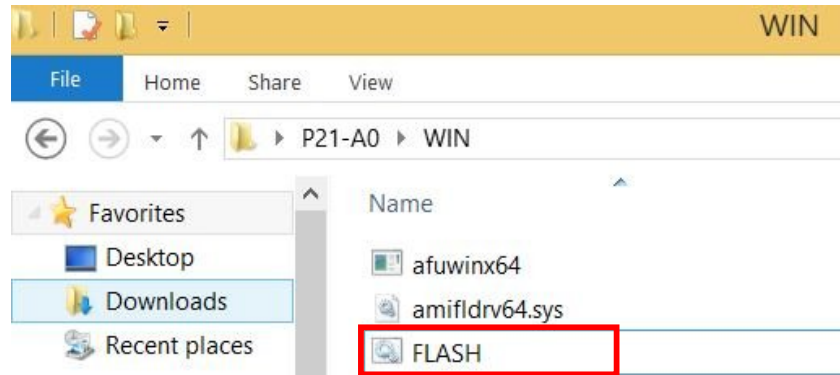 WIN
File Home Share View
P21-A0 WIN
Name
Favorites
Desktop
Downloads
Recent places
afuwinx64
amifldrv64.sys
FLASH